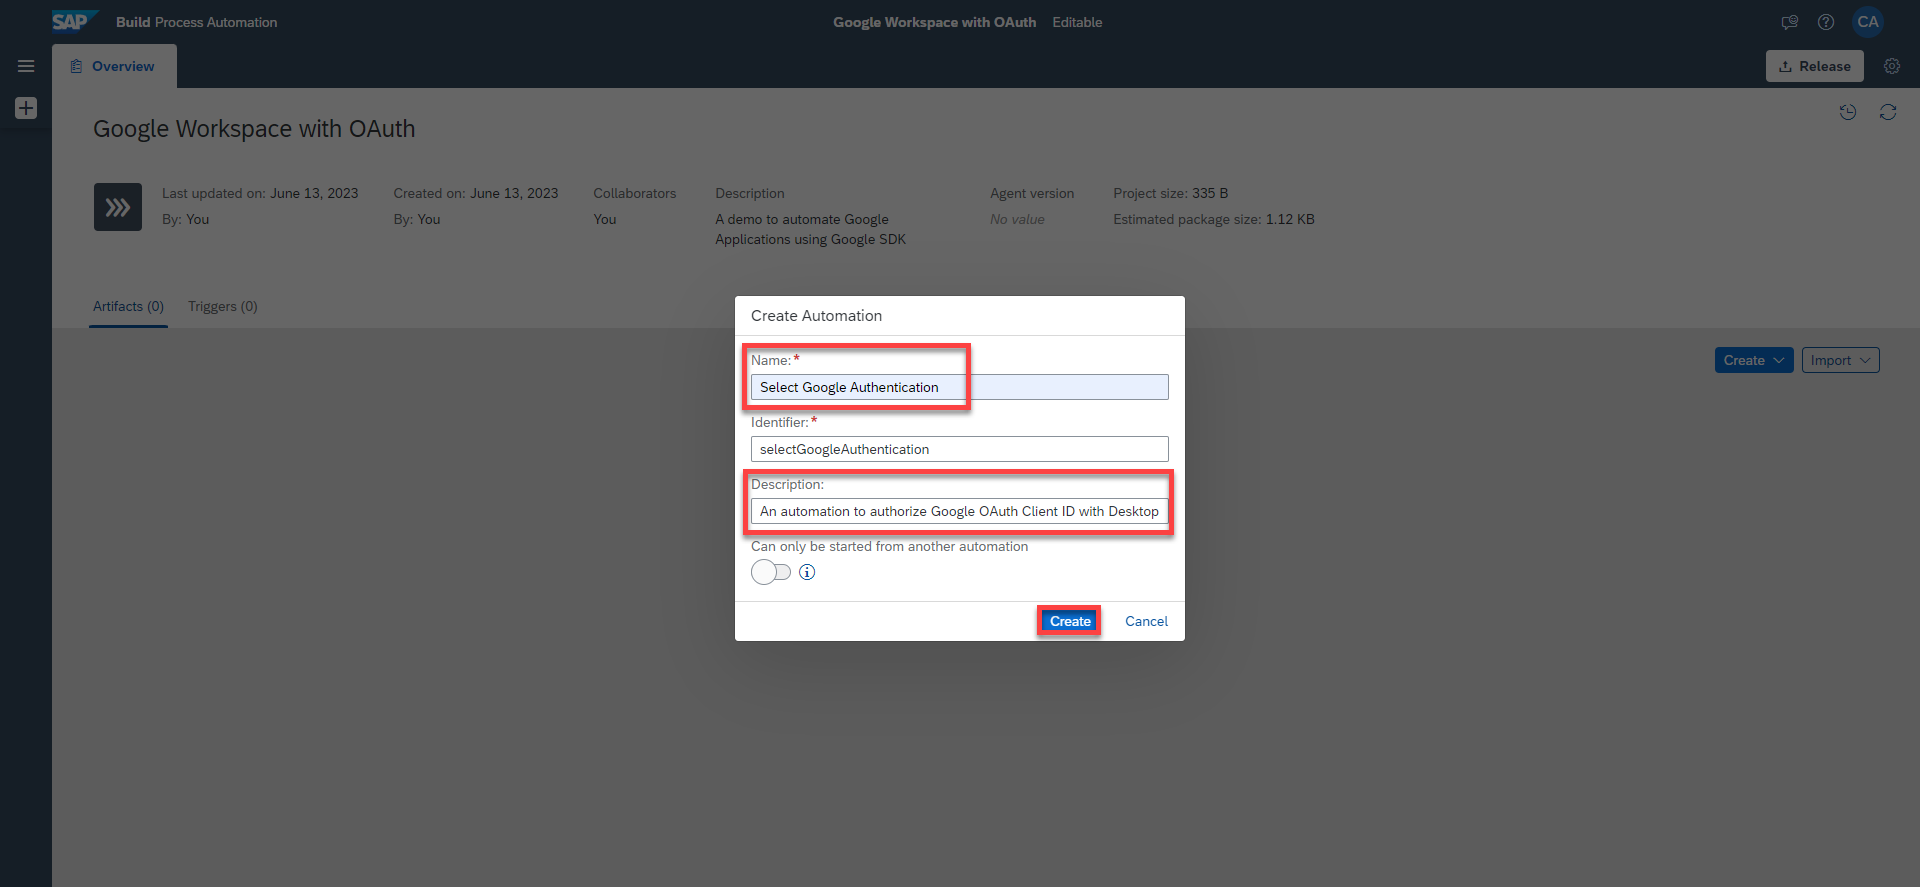 SAP Build Process Automation
Google Workspace with OAuth Editable
CA
Overview
Release
Google Workspace with OAuth
Last updated on: June 13, 2023
By: You
Created on: June 13, 2023
By: You
Collaborators
You
Description
A demo to automate Google
Applications using Google SDK
Agent version
No value
Project size: 335 B
Estimated package size: 1.12 KB
Artifacts (0) Triggers (0)
Create Import
Create Automation
Name:*
Select Google Authentication
Identifier:*
selectGoogleAuthentication
Description:
An automation to authorize Google OAuth Client ID with Desktop
Can only be started from another automation
Create Cancel